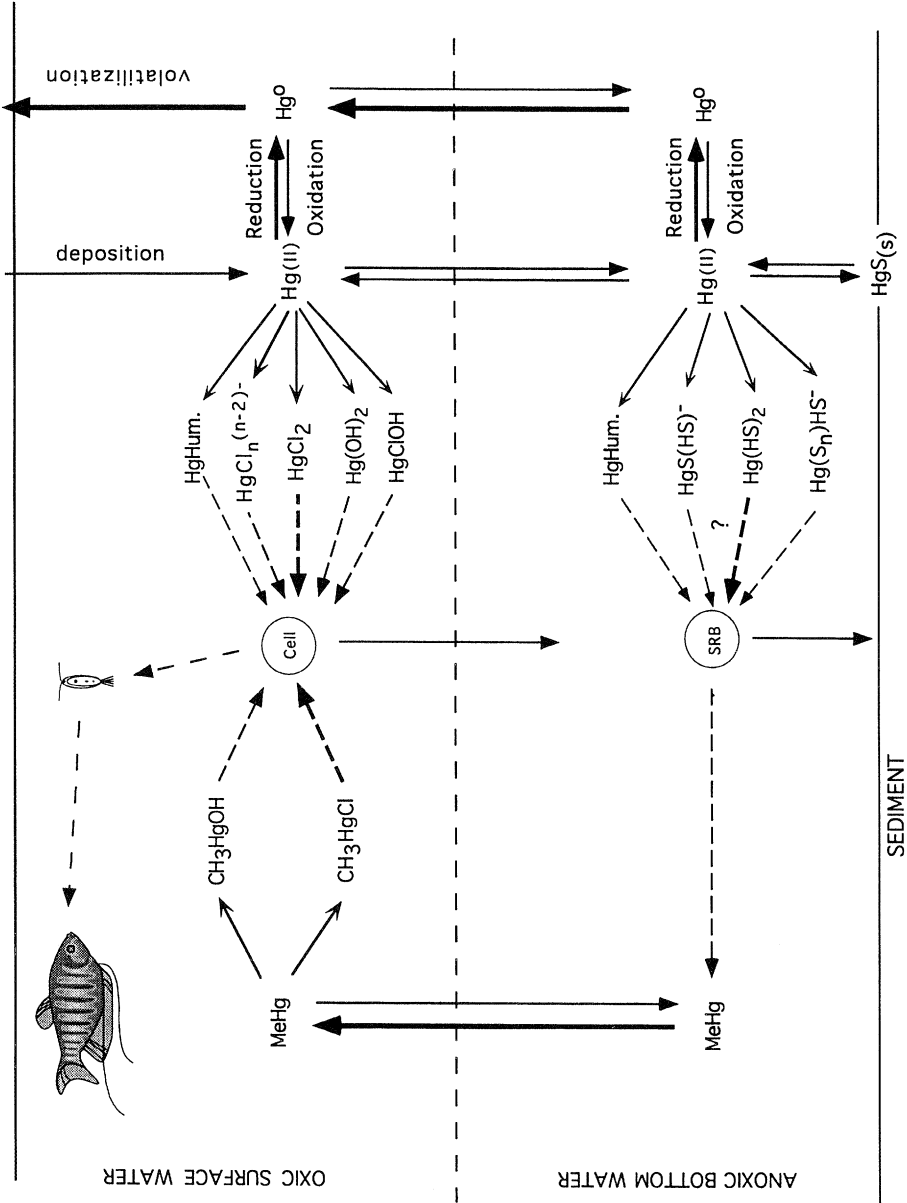 volatilization
deposition
Hg0
Reduction
Oxidation
Hg(II)
HgHum.
HgCln(n-2)-
HgCl2
Hg(OH)2
HgClOH
Cell
CH3HgOH
CH3HgCl
MeHg
OXIC SURFACE WATER
Hg0
Reduction
Oxidation
Hg(II)
HgS(s)
HgHum.
HgS(HS)-
Hg(HS)2
Hg(Sn)HS-
?
SRB
MeHg
ANOXIC BOTTOM WATER
SEDIMENT